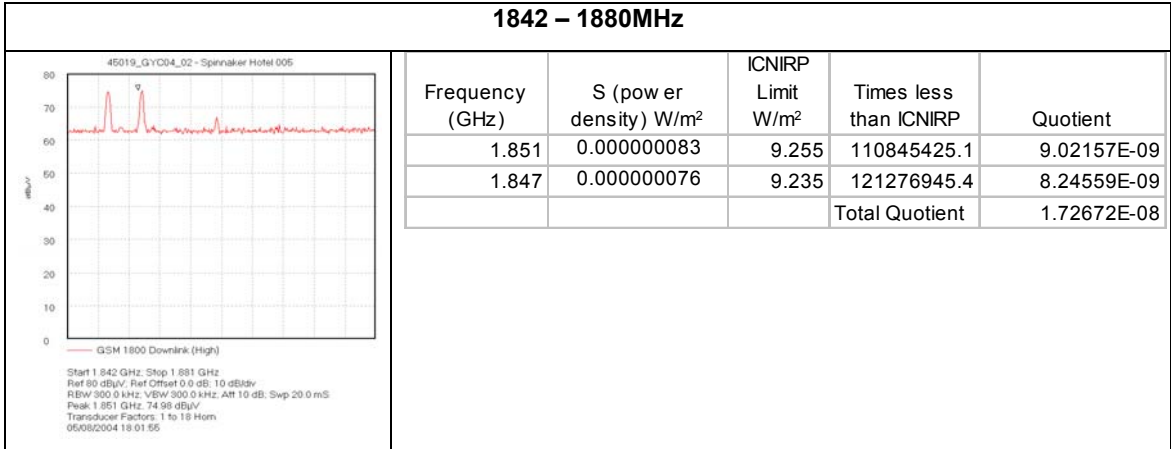 1842 – 1880MHz
45019_GYC04_02 - Spinnaker Hotel 005
80
70
60
50
40
30
20
10
0
dBµV
GSM 1800 Downlink (High)
Start 1.842 GHz; Stop 1.881 GHz
Ref 80 dBµV; Ref Offset 0.0 dB; 10 dB/div
RBW 300.0 kHz; VBW 300.0 kHz; Att 10 dB; Swp 20.0 mS
Peak 1.851 GHz, 74.98 dBµV
Transducer Factors: 1 to 18 Horn
05/08/2004 18:01:55
Frequency (GHz) S (pow er density) W/m² ICNIRP Limit W/m² Times less than ICNIRP Quotient
1.851 0.000000083 9.255 110845425.1 9.02157E-09
1.847 0.000000076 9.235 121276945.4 8.24559E-09
Total Quotient 1.72672E-08